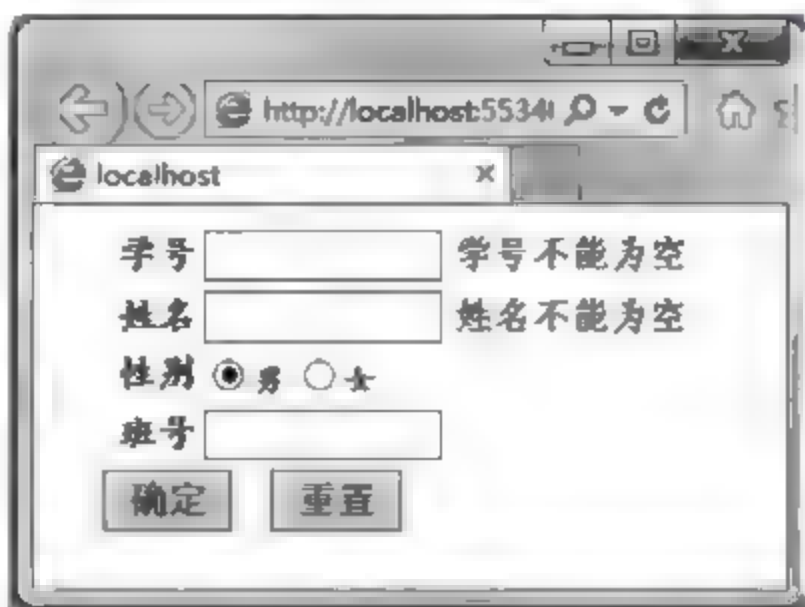 http://localhost:5534
localhost
学号 学号不能为空
姓名 姓名不能为空
性别 男 女
班号
确定 重置